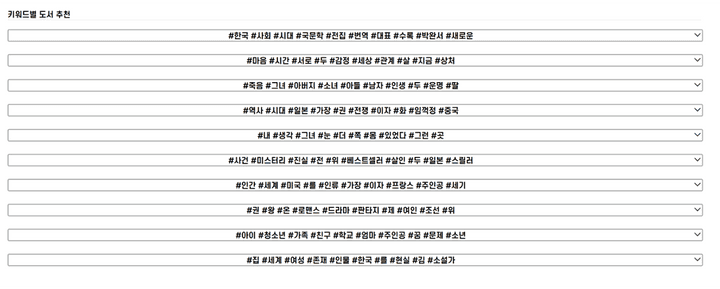 키워드별 도서 추천
#한국 #사회 #시대 #국문학 #전집 #번역 #대표 #수록 #박완서 #새로운
#마음 #시간 #서로 #두 #감정 #세상 #관계 #살 #지금 #상처
#죽음 #그녀 #아버지 #소녀 #아들 #남자 #인생 #두 #운명 #딸
#역사 #시대 #일본 #가장 #권 #전쟁 #이자 #화 #임꺽정 #중국
#내 #생각 #그녀 #눈 #더 #쪽 #몸 #있었다 #그런 #곳
#사건 #미스터리 #진실 #전 #위 #베스트셀러 #살인 #두 #일본 #스릴러
#인간 #세계 #미국 #를 #인류 #가장 #이자 #프랑스 #주인공 #세기
#권 #왕 #온 #로맨스 #드라마 #판타지 #제 #여인 #조선 #위
#아이 #청소년 #가족 #친구 #학교 #엄마 #주인공 #꿈 #문제 #소년
#집 #세계 #여성 #존재 #인물 #한국 #를 #현실 #김 #소설가